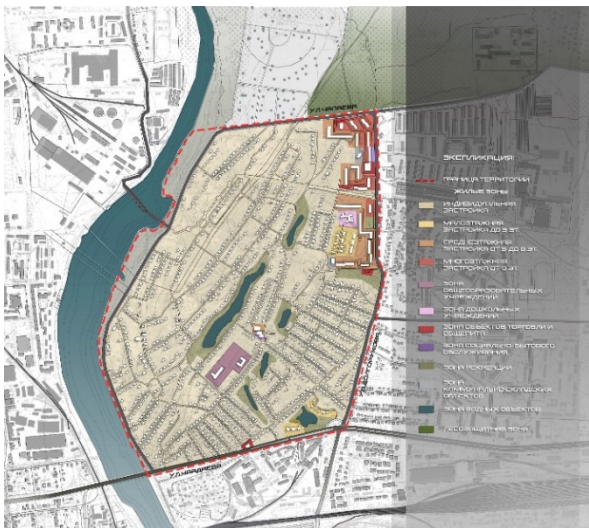 УЛ.ЧАПАЕВА
ЭКСПЛИКАЦИЯ:
ГРАНИЦА ТЕРРИТОРИИ
ЖИЛЫЕ ЗОНЫ
ИНДИВИДУАЛЬНАЯ
ЗАСТРОЙКА
МАЛОЭТАЖНАЯ
ЗАСТРОЙКА ДО 3 ЭТ.
СРЕДНЕЭТАЖНАЯ
ЗАСТРОЙКА ОТ 5 ДО 8 ЭТ.
МНОГОЭТАЖНАЯ
ЗАСТРОЙКА ОТ 9 ЭТ.
ЗОНА
ОБЩЕОБРАЗОВАТЕЛЬНЫХ
УЧРЕЖДЕНИЙ
ЗОНА ДОШКОЛЬНЫХ
УЧРЕЖДЕНИЙ
ЗОНА ОБЪЕКТОВ ТОРГОВЛИ И
ОБЩЕПИТА
ЗОНА СОЦИАЛЬНО-БЫТОВОГО
ОБСЛУЖИВАНИЯ
ЗОНА РЕКРЕАЦИИ
ЗОНА
КОММУНАЛЬНО-СКЛАДСКИХ
ОБЪЕКТОВ
ЗОНА ВОДНЫХ ОБЪЕКТОВ
ЛЕСОЗАЩИТНАЯ ЗОНА